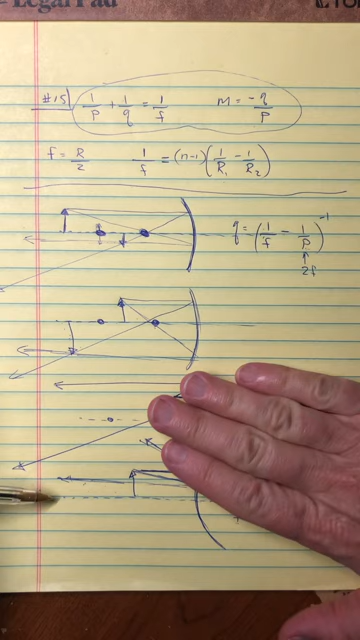 Legal Pad
#15) 1/p + 1/q = 1/f M = -q/p
f = R/2 1/f = (n-1)(1/R₁ - 1/R₂)
q = (1/f - 1/p)⁻¹
↑
2f